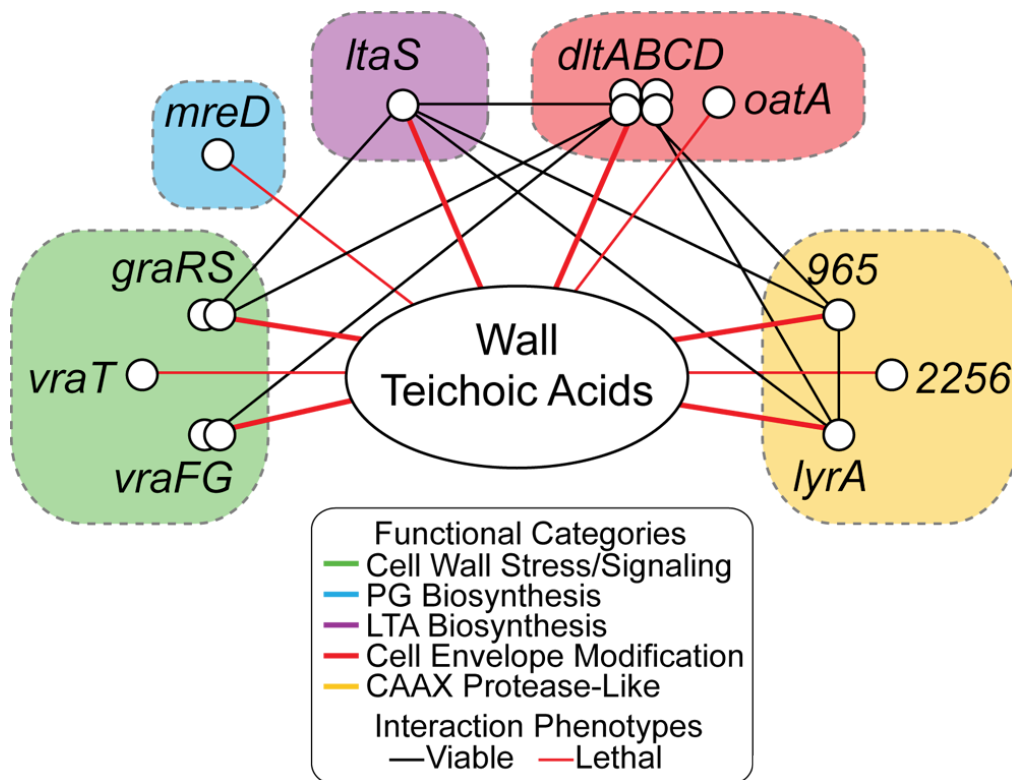 ltaS
dltABCD
oatA
mreD
graRS
965
Wall
Teichoic Acids
vraT
2256
vraFG
lyrA
Functional Categories
Cell Wall Stress/Signaling
PG Biosynthesis
LTA Biosynthesis
Cell Envelope Modification
CAAX Protease-Like
Interaction Phenotypes
Viable Lethal